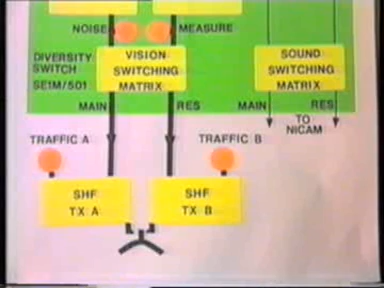 NOISE MEASURE
DIVERSITY
SWITCH
SE1M/501
VISION
SWITCHING
MATRIX
SOUND
SWITCHING
MATRIX
MAIN RES MAIN RES
TO
NICAM
TRAFFIC A TRAFFIC B
SHF
TX A
SHF
TX B